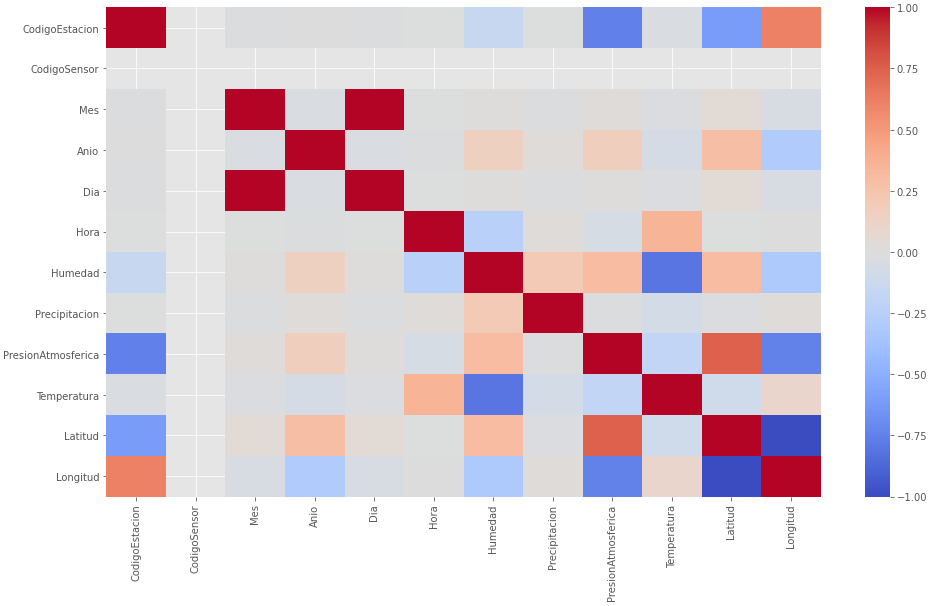 CodigoEstacion
CodigoSensor
Mes
Anio
Dia
Hora
Humedad
Precipitacion
PresionAtmosferica
Temperatura
Latitud
Longitud
CodigoEstacion
CodigoSensor
Mes
Anio
Dia
Hora
Humedad
Precipitacion
PresionAtmosferica
Temperatura
Latitud
Longitud
1.00
0.75
0.50
0.25
0.00
−0.25
−0.50
−0.75
−1.00